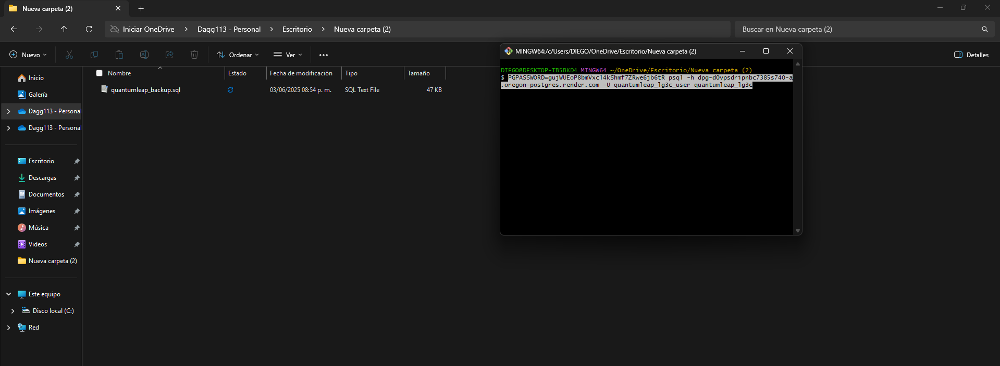 Nueva carpeta (2)
Iniciar OneDrive > Dagg113 - Personal > Escritorio > Nueva carpeta (2)
Buscar en Nueva carpeta (2)
Nuevo
Ordenar
Ver
Detalles
Inicio
Galería
Dagg113 - Personal
Dagg113 - Personal
Escritorio
Descargas
Documentos
Imágenes
Música
Videos
Nueva carpeta (2)
Este equipo
Disco local (C:)
Red
Nombre Estado Fecha de modificación Tipo Tamaño
quantumleap_backup.sql 03/06/2025 08:54 p. m. SQL Text File 47 KB
MINGW64:/c/Users/DIEGO/OneDrive/Escritorio/Nueva carpeta (2)
DIEGO@DESKTOP-TB5BKD4 MINGW64 ~/OneDrive/Escritorio/Nueva carpeta (2)
$ PGPASSWORD=gujWUEoP8bmVxcl4kShmf7ZRwe6jb6tR psql -h dpg-d0vpsdripnbc7385s740-a
.oregon-postgres.render.com -U quantumleap_lg3c_user quantumleap_lg3c